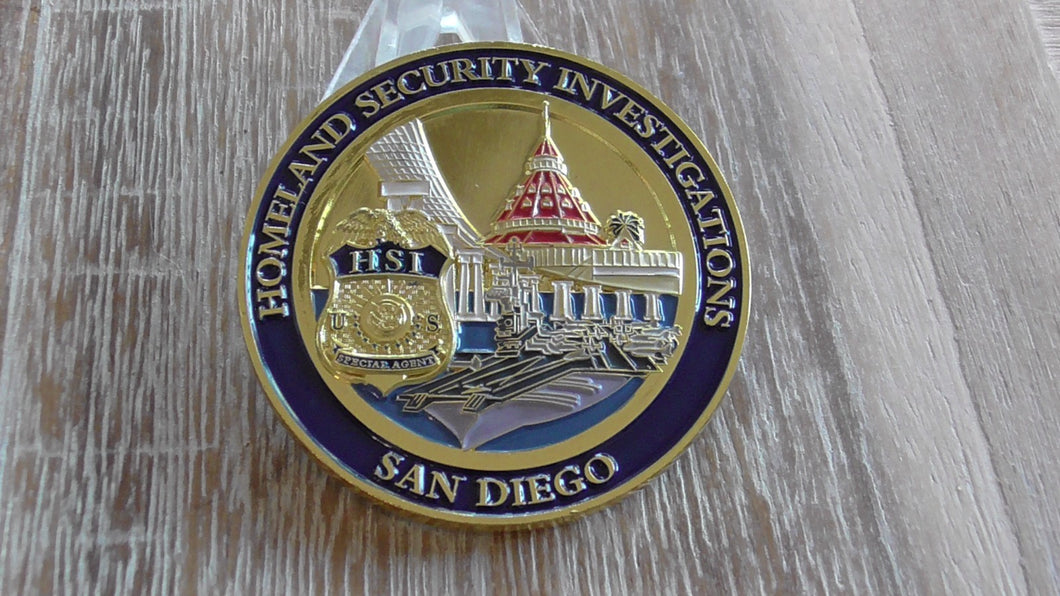 HOMELAND SECURITY INVESTIGATIONS
HSI
U S
SPECIAL AGENT
SAN DIEGO